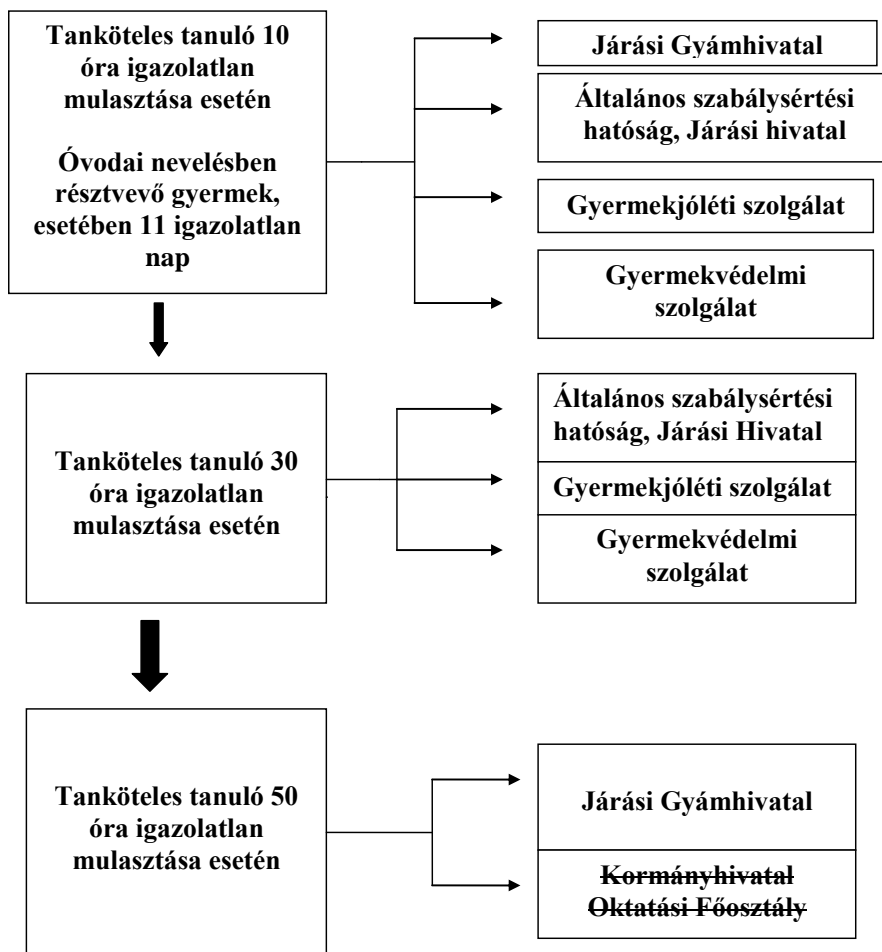 Tanköteles tanuló 10
óra igazolatlan
mulasztása esetén
Óvodai nevelésben
résztvevő gyermek,
esetében 11 igazolatlan
nap
Járási Gyámhivatal
Általános szabálysértési
hatóság, Járási hivatal
Gyermekjóléti szolgálat
Gyermekvédelmi
szolgálat
Tanköteles tanuló 30
óra igazolatlan
mulasztása esetén
Általános szabálysértési
hatóság, Járási Hivatal
Gyermekjóléti szolgálat
Gyermekvédelmi
szolgálat
Tanköteles tanuló 50
óra igazolatlan
mulasztása esetén
Járási Gyámhivatal
Kormányhivatal
Oktatási Főosztály